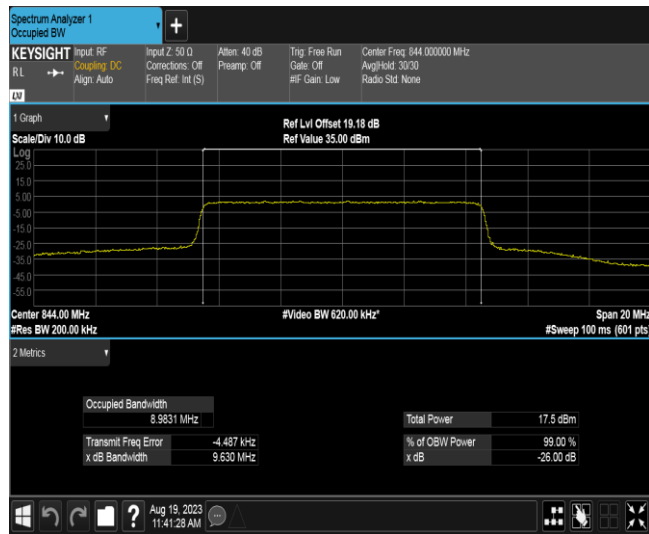 Spectrum Analyzer 1
Occupied BW
+
KEYSIGHT
RL
LXI
Input: RF
Coupling: DC
Align: Auto
Input Z: 50 Ω
Corrections: Off
Freq Ref: Int (S)
Atten: 40 dB
Preamp: Off
Trig: Free Run
Gate: Off
#IF Gain: Low
Center Freq: 844.000000 MHz
Avg|Hold: 30/30
Radio Std: None
1 Graph
Scale/Div 10.0 dB
Ref Lvl Offset 19.18 dB
Ref Value 35.00 dBm
Log
25.0
15.0
5.00
-5.00
-15.0
-25.0
-35.0
-45.0
-55.0
Center 844.00 MHz
#Video BW 620.00 kHz*
Span 20 MHz
#Res BW 200.00 kHz
#Sweep 100 ms (601 pts)
2 Metrics
Occupied Bandwidth
8.9831 MHz
Total Power 17.5 dBm
Transmit Freq Error -4.487 kHz
% of OBW Power 99.00 %
x dB Bandwidth 9.630 MHz
x dB -26.00 dB
?
Aug 19, 2023
11:41:28 AM